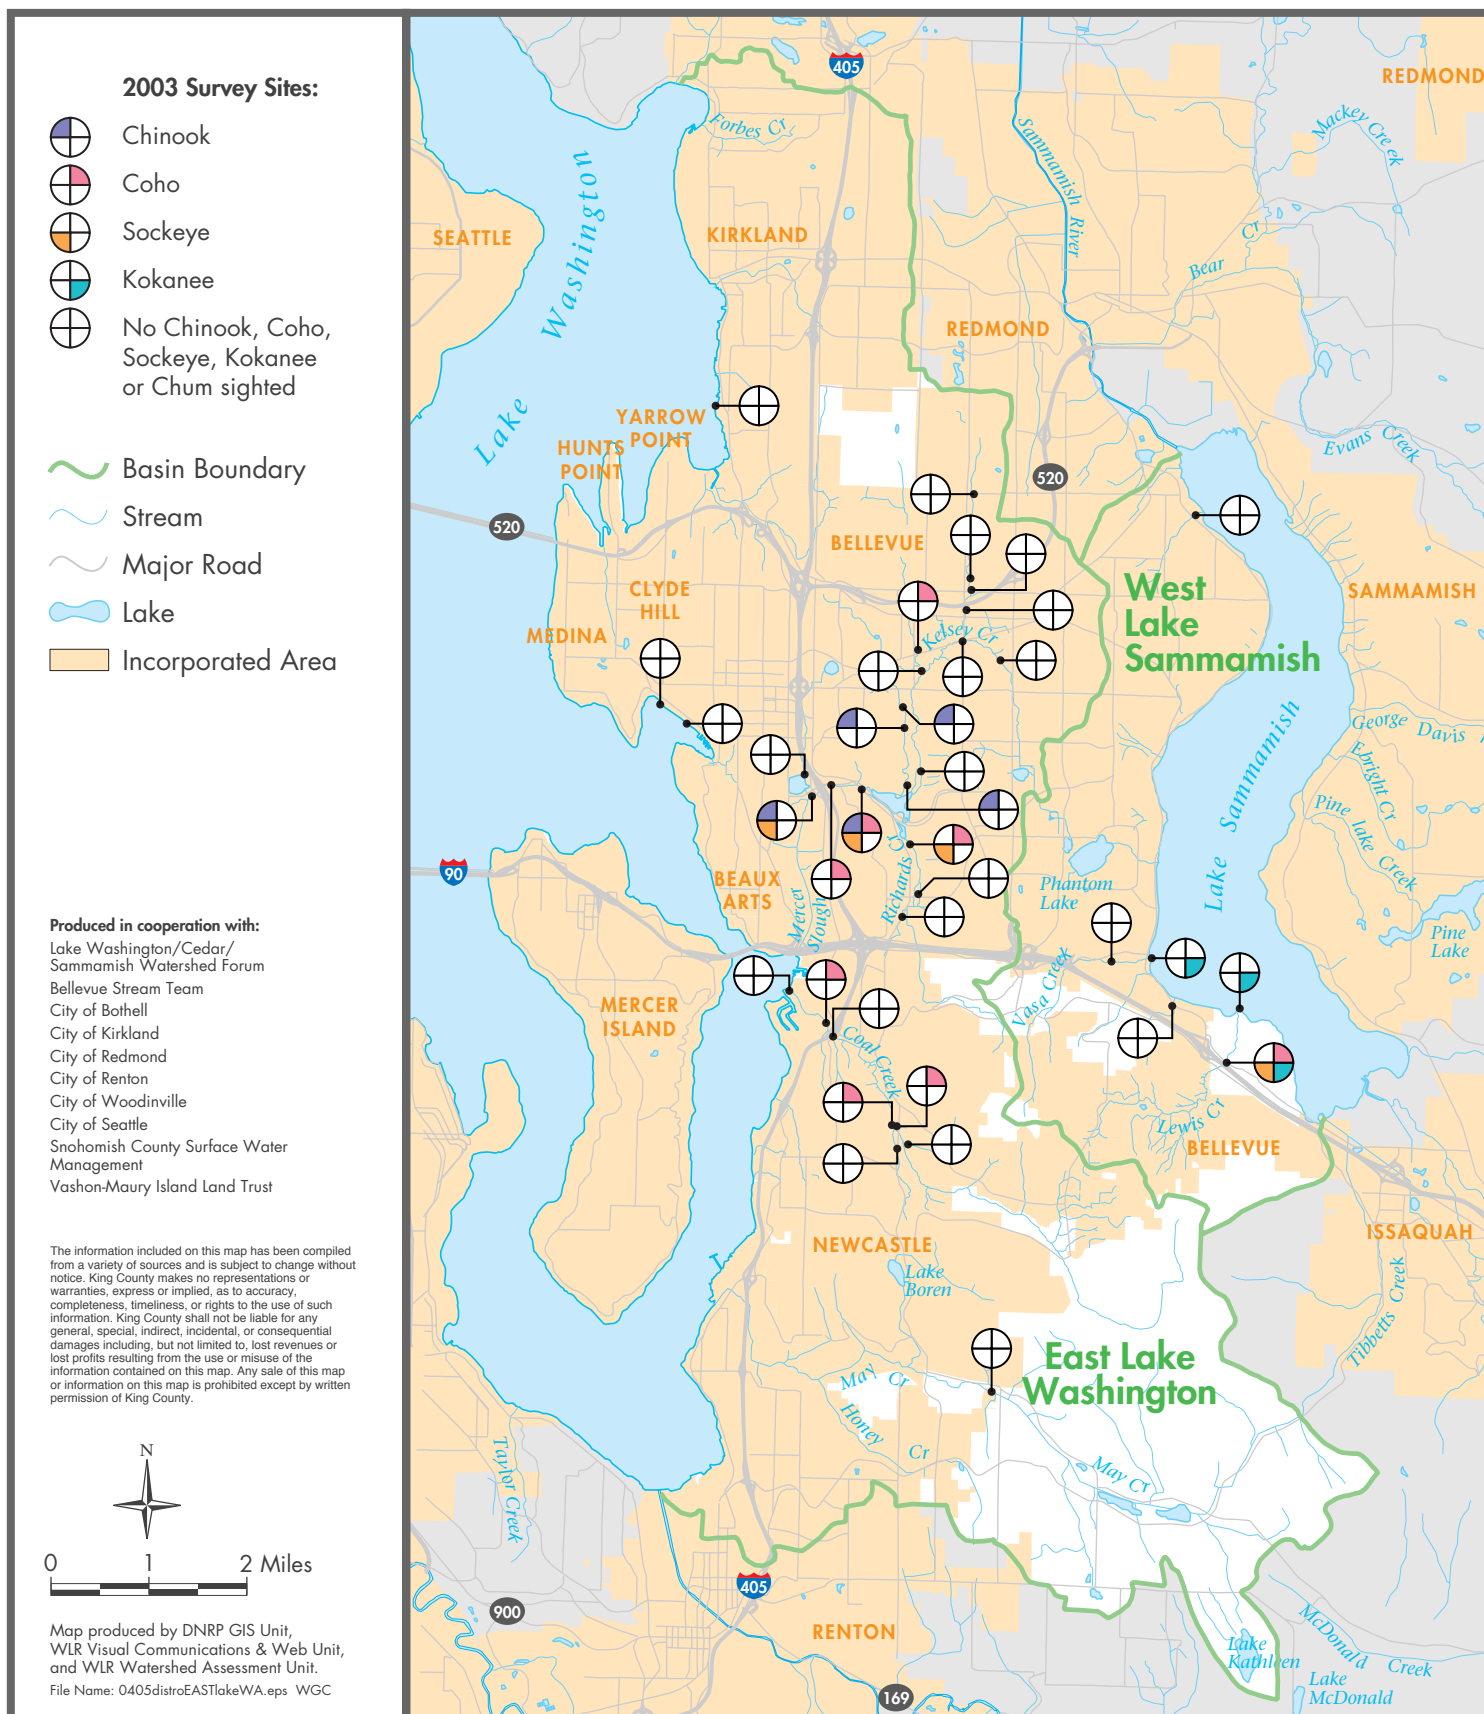 2003 Survey Sites:
Chinook
Coho
Sockeye
Kokanee
No Chinook, Coho,
Sockeye, Kokanee
or Chum sighted
Basin Boundary
Stream
Major Road
Lake
Incorporated Area
Produced in cooperation with:
Lake Washington/Cedar/
Sammamish Watershed Forum
Bellevue Stream Team
City of Bothell
City of Kirkland
City of Redmond
City of Renton
City of Woodinville
City of Seattle
Snohomish County Surface Water
Management
Vashon-Maury Island Land Trust
The information included on this map has been compiled
from a variety of sources and is subject to change without
notice. King County makes no representations or
warranties, express or implied, as to accuracy,
completeness, timeliness, or rights to the use of such
information. King County shall not be liable for any
general, special, indirect, incidental, or consequential
damages including, but not limited to, lost revenues or
lost profits resulting from the use or misuse of the
information contained on this map. Any sale of this map
or information on this map is prohibited except by written
permission of King County.
N
0 1 2 Miles
Map produced by DNRP GIS Unit,
WLR Visual Communications & Web Unit,
and WLR Watershed Assessment Unit.
File Name: 0405distroEASTlakeWA.eps WGC
405
REDMOND
Forbes Cr
Sammamish River
Mackey Creek
Lake Washington
SEATTLE
KIRKLAND
Bear Cr
REDMOND
YARROW
POINT
HUNTS
POINT
Evans Creek
520
520
BELLEVUE
CLYDE
HILL
MEDINA
West
Lake
Sammamish
SAMMAMISH
Kelsey Cr
George Davis
Ebright Cr
Pine lake Creek
Lake Sammamish
90
BEAUX
ARTS
Richards Cr
Mercer
Slough
Phantom
Lake
Pine
Lake
Vasa Creek
MERCER
ISLAND
Coal Creek
Lewis Cr
BELLEVUE
ISSAQUAH
NEWCASTLE
Lake
Boren
Tibbetts Creek
East Lake
Washington
May Cr
Honey Cr
May Cr
Taylor Creek
405
900
RENTON
169
Lake
Kathleen
McDonald Creek
Lake
McDonald